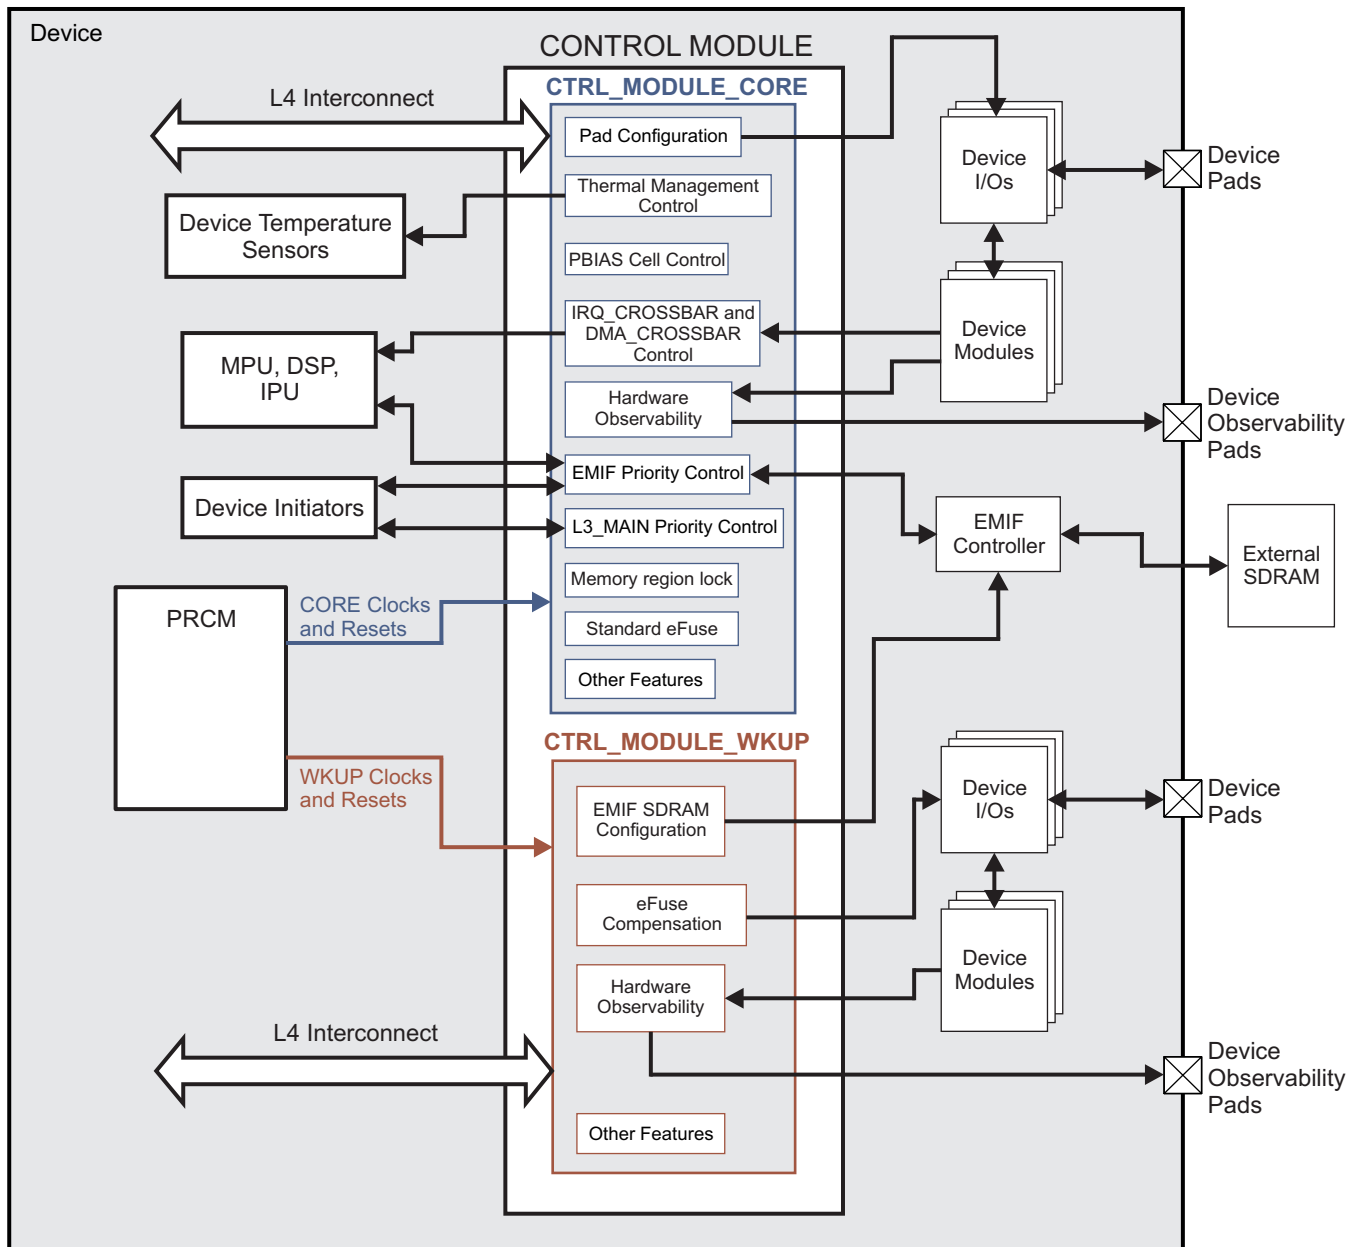 Device
CONTROL MODULE
CTRL_MODULE_CORE
L4 Interconnect
Pad Configuration
Thermal Management
Control
Device Temperature
Sensors
PBIAS Cell Control
IRQ_CROSSBAR and
DMA_CROSSBAR
Control
MPU, DSP,
IPU
Hardware
Observability
EMIF Priority Control
Device Initiators
L3_MAIN Priority Control
Memory region lock
PRCM
CORE Clocks
and Resets
Standard eFuse
Other Features
Device
I/Os
Device
Pads
Device
Modules
Device
Observability
Pads
EMIF
Controller
External
SDRAM
CTRL_MODULE_WKUP
WKUP Clocks
and Resets
EMIF SDRAM
Configuration
eFuse
Compensation
Hardware
Observability
L4 Interconnect
Other Features
Device
I/Os
Device
Pads
Device
Modules
Device
Observability
Pads